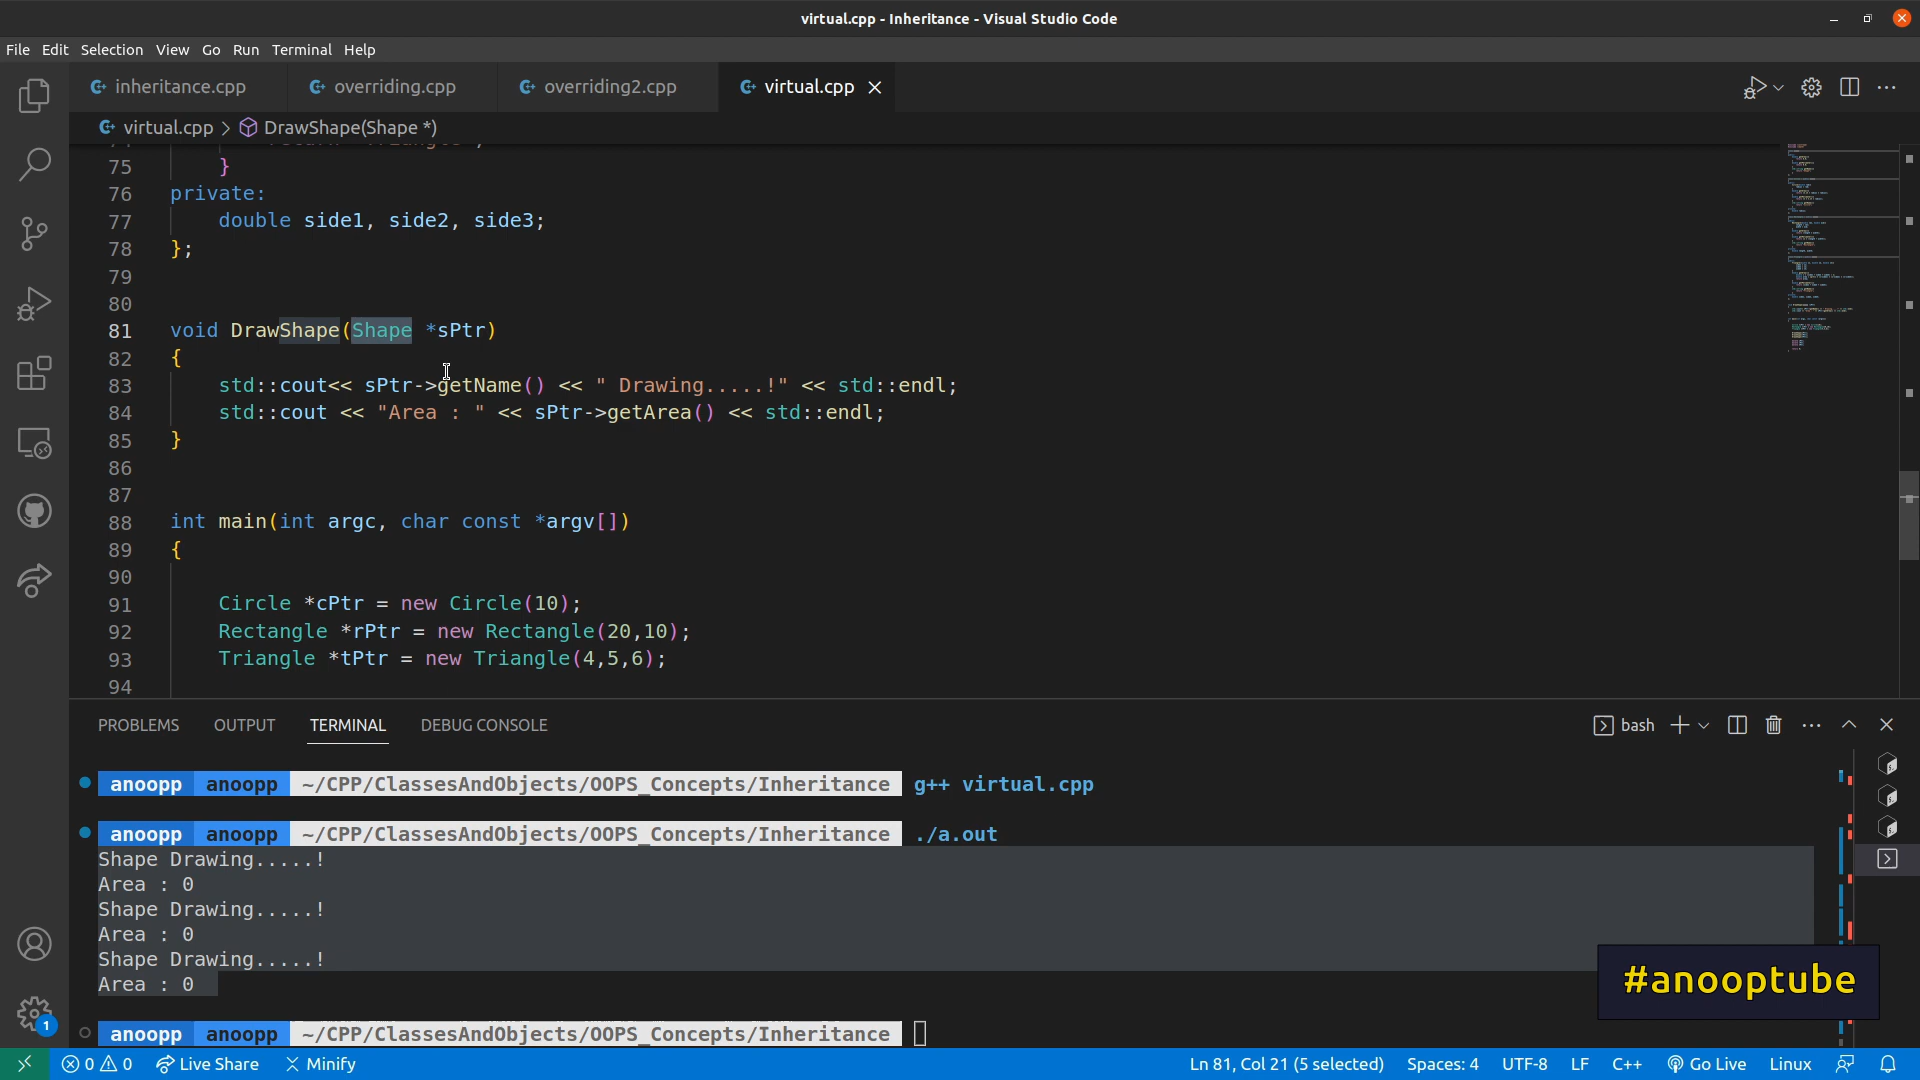 virtual.cpp - Inheritance - Visual Studio Code
File Edit Selection View Go Run Terminal Help
inheritance.cpp overriding.cpp overriding2.cpp virtual.cpp
virtual.cpp > DrawShape(Shape *)
75 }
76 private:
77 double side1, side2, side3;
78 };
79
80
81 void DrawShape(Shape *sPtr)
82 {
83 std::cout<< sPtr->getName() << " Drawing.....!" << std::endl;
84 std::cout << "Area : " << sPtr->getArea() << std::endl;
85 }
86
87
88 int main(int argc, char const *argv[])
89 {
90
91 Circle *cPtr = new Circle(10);
92 Rectangle *rPtr = new Rectangle(20,10);
93 Triangle *tPtr = new Triangle(4,5,6);
94
PROBLEMS OUTPUT TERMINAL DEBUG CONSOLE bash
anoopp anoopp ~/CPP/ClassesAndObjects/OOPS_Concepts/Inheritance g++ virtual.cpp
anoopp anoopp ~/CPP/ClassesAndObjects/OOPS_Concepts/Inheritance ./a.out
Shape Drawing.....!
Area : 0
Shape Drawing.....!
Area : 0
Shape Drawing.....!
Area : 0
#anooptube
anoopp anoopp ~/CPP/ClassesAndObjects/OOPS_Concepts/Inheritance
1
0 0 Live Share Minify Ln 81, Col 21 (5 selected) Spaces: 4 UTF-8 LF C++ Go Live Linux